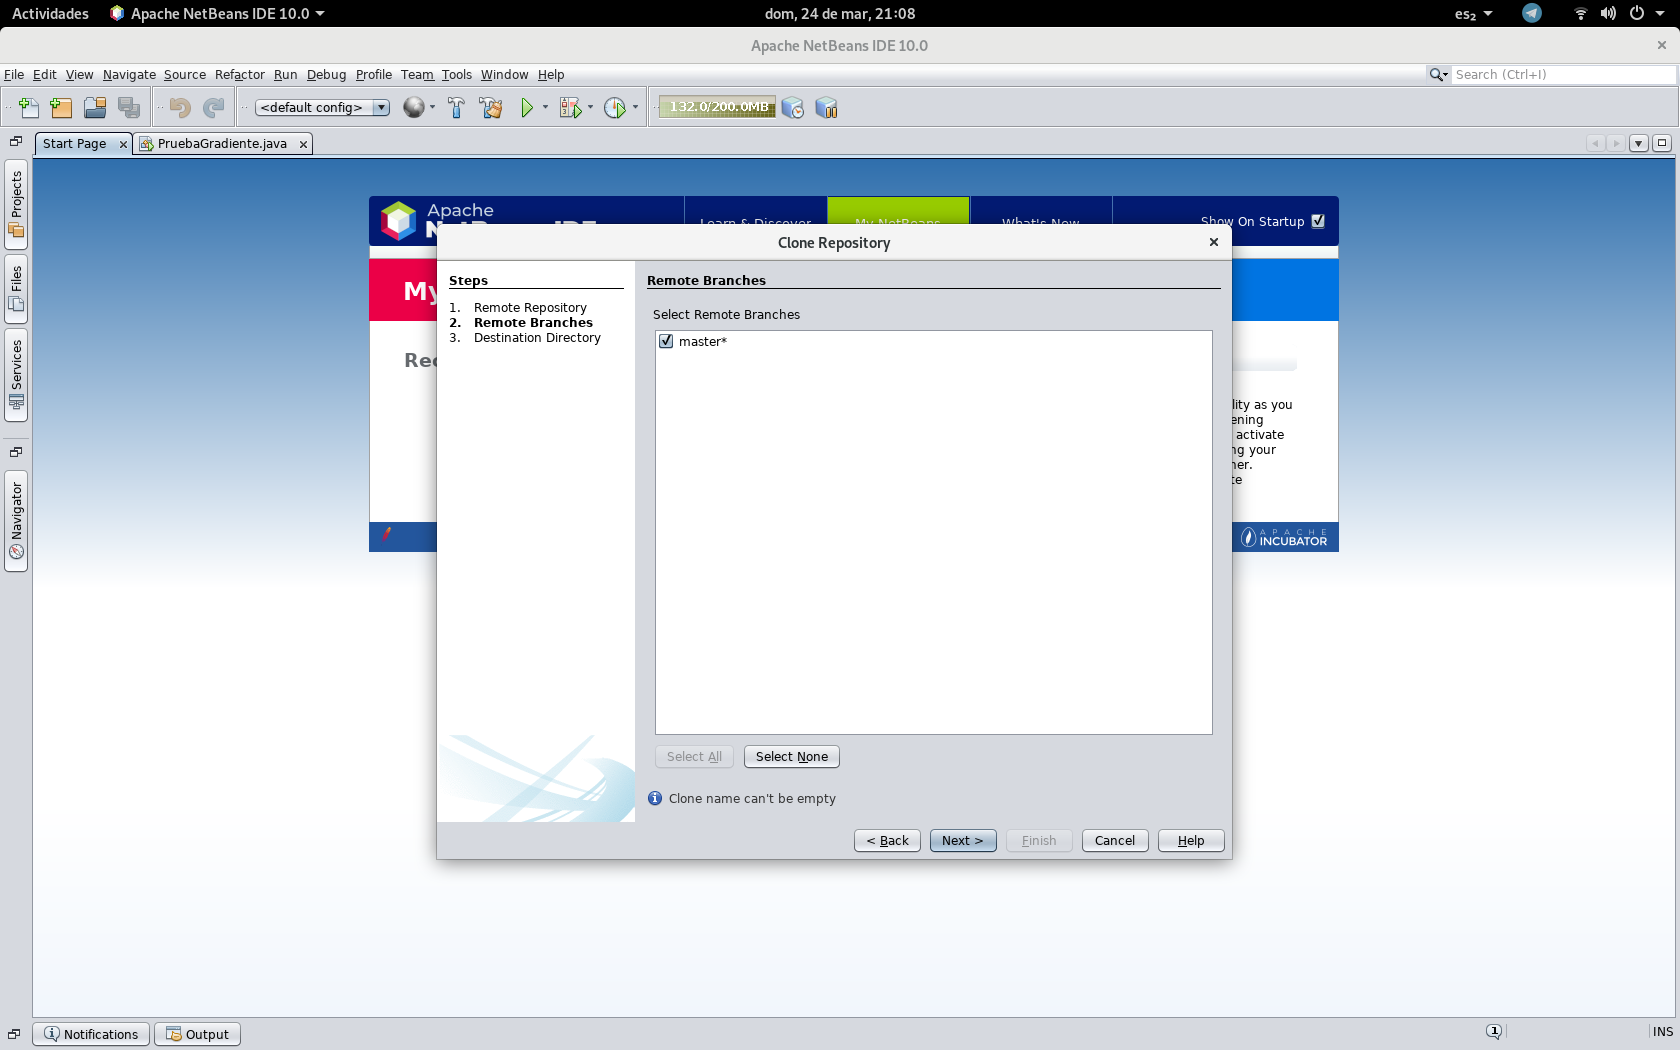 Actividades
Apache NetBeans IDE 10.0
dom, 24 de mar, 21:08
es₂
Apache NetBeans IDE 10.0
File Edit View Navigate Source Refactor Run Debug Profile Team Tools Window Help
Search (Ctrl+I)
<default config>
132.0/200.0MB
Start Page
PruebaGradiente.java
Projects
Files
Services
Navigator
Apache
Learn & Discover
My NetBeans
What's New
Show On Startup
My
Clone Repository
Steps
1. Remote Repository
2. Remote Branches
3. Destination Directory
Remote Branches
Select Remote Branches
master*
Select All
Select None
Clone name can't be empty
< Back
Next >
Finish
Cancel
Help
lity as you
ening
activate
ng your
ner.
te
APACHE
INCUBATOR
Notifications
Output
1
INS